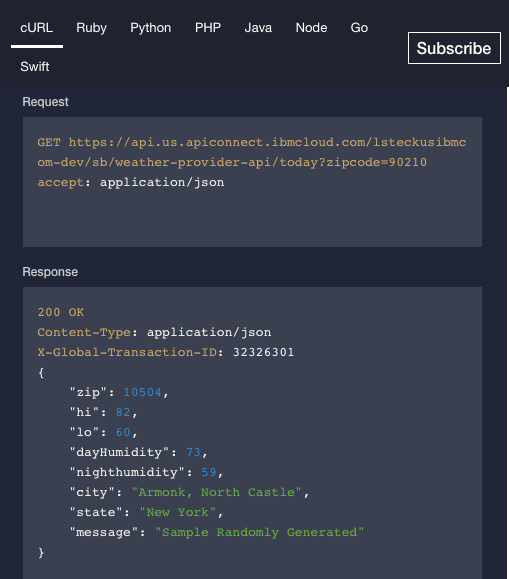 cURL Ruby Python PHP Java Node Go
Subscribe
Swift
Request
GET https://api.us.apiconnect.ibmcloud.com/lsteckusibmc
om-dev/sb/weather-provider-api/today?zipcode=90210
accept: application/json
Response
200 OK
Content-Type: application/json
X-Global-Transaction-ID: 32326301
{
    "zip": 10504,
    "hi": 82,
    "lo": 60,
    "dayHumidity": 73,
    "nighthumidity": 59,
    "city": "Armonk, North Castle",
    "state": "New York",
    "message": "Sample Randomly Generated"
}